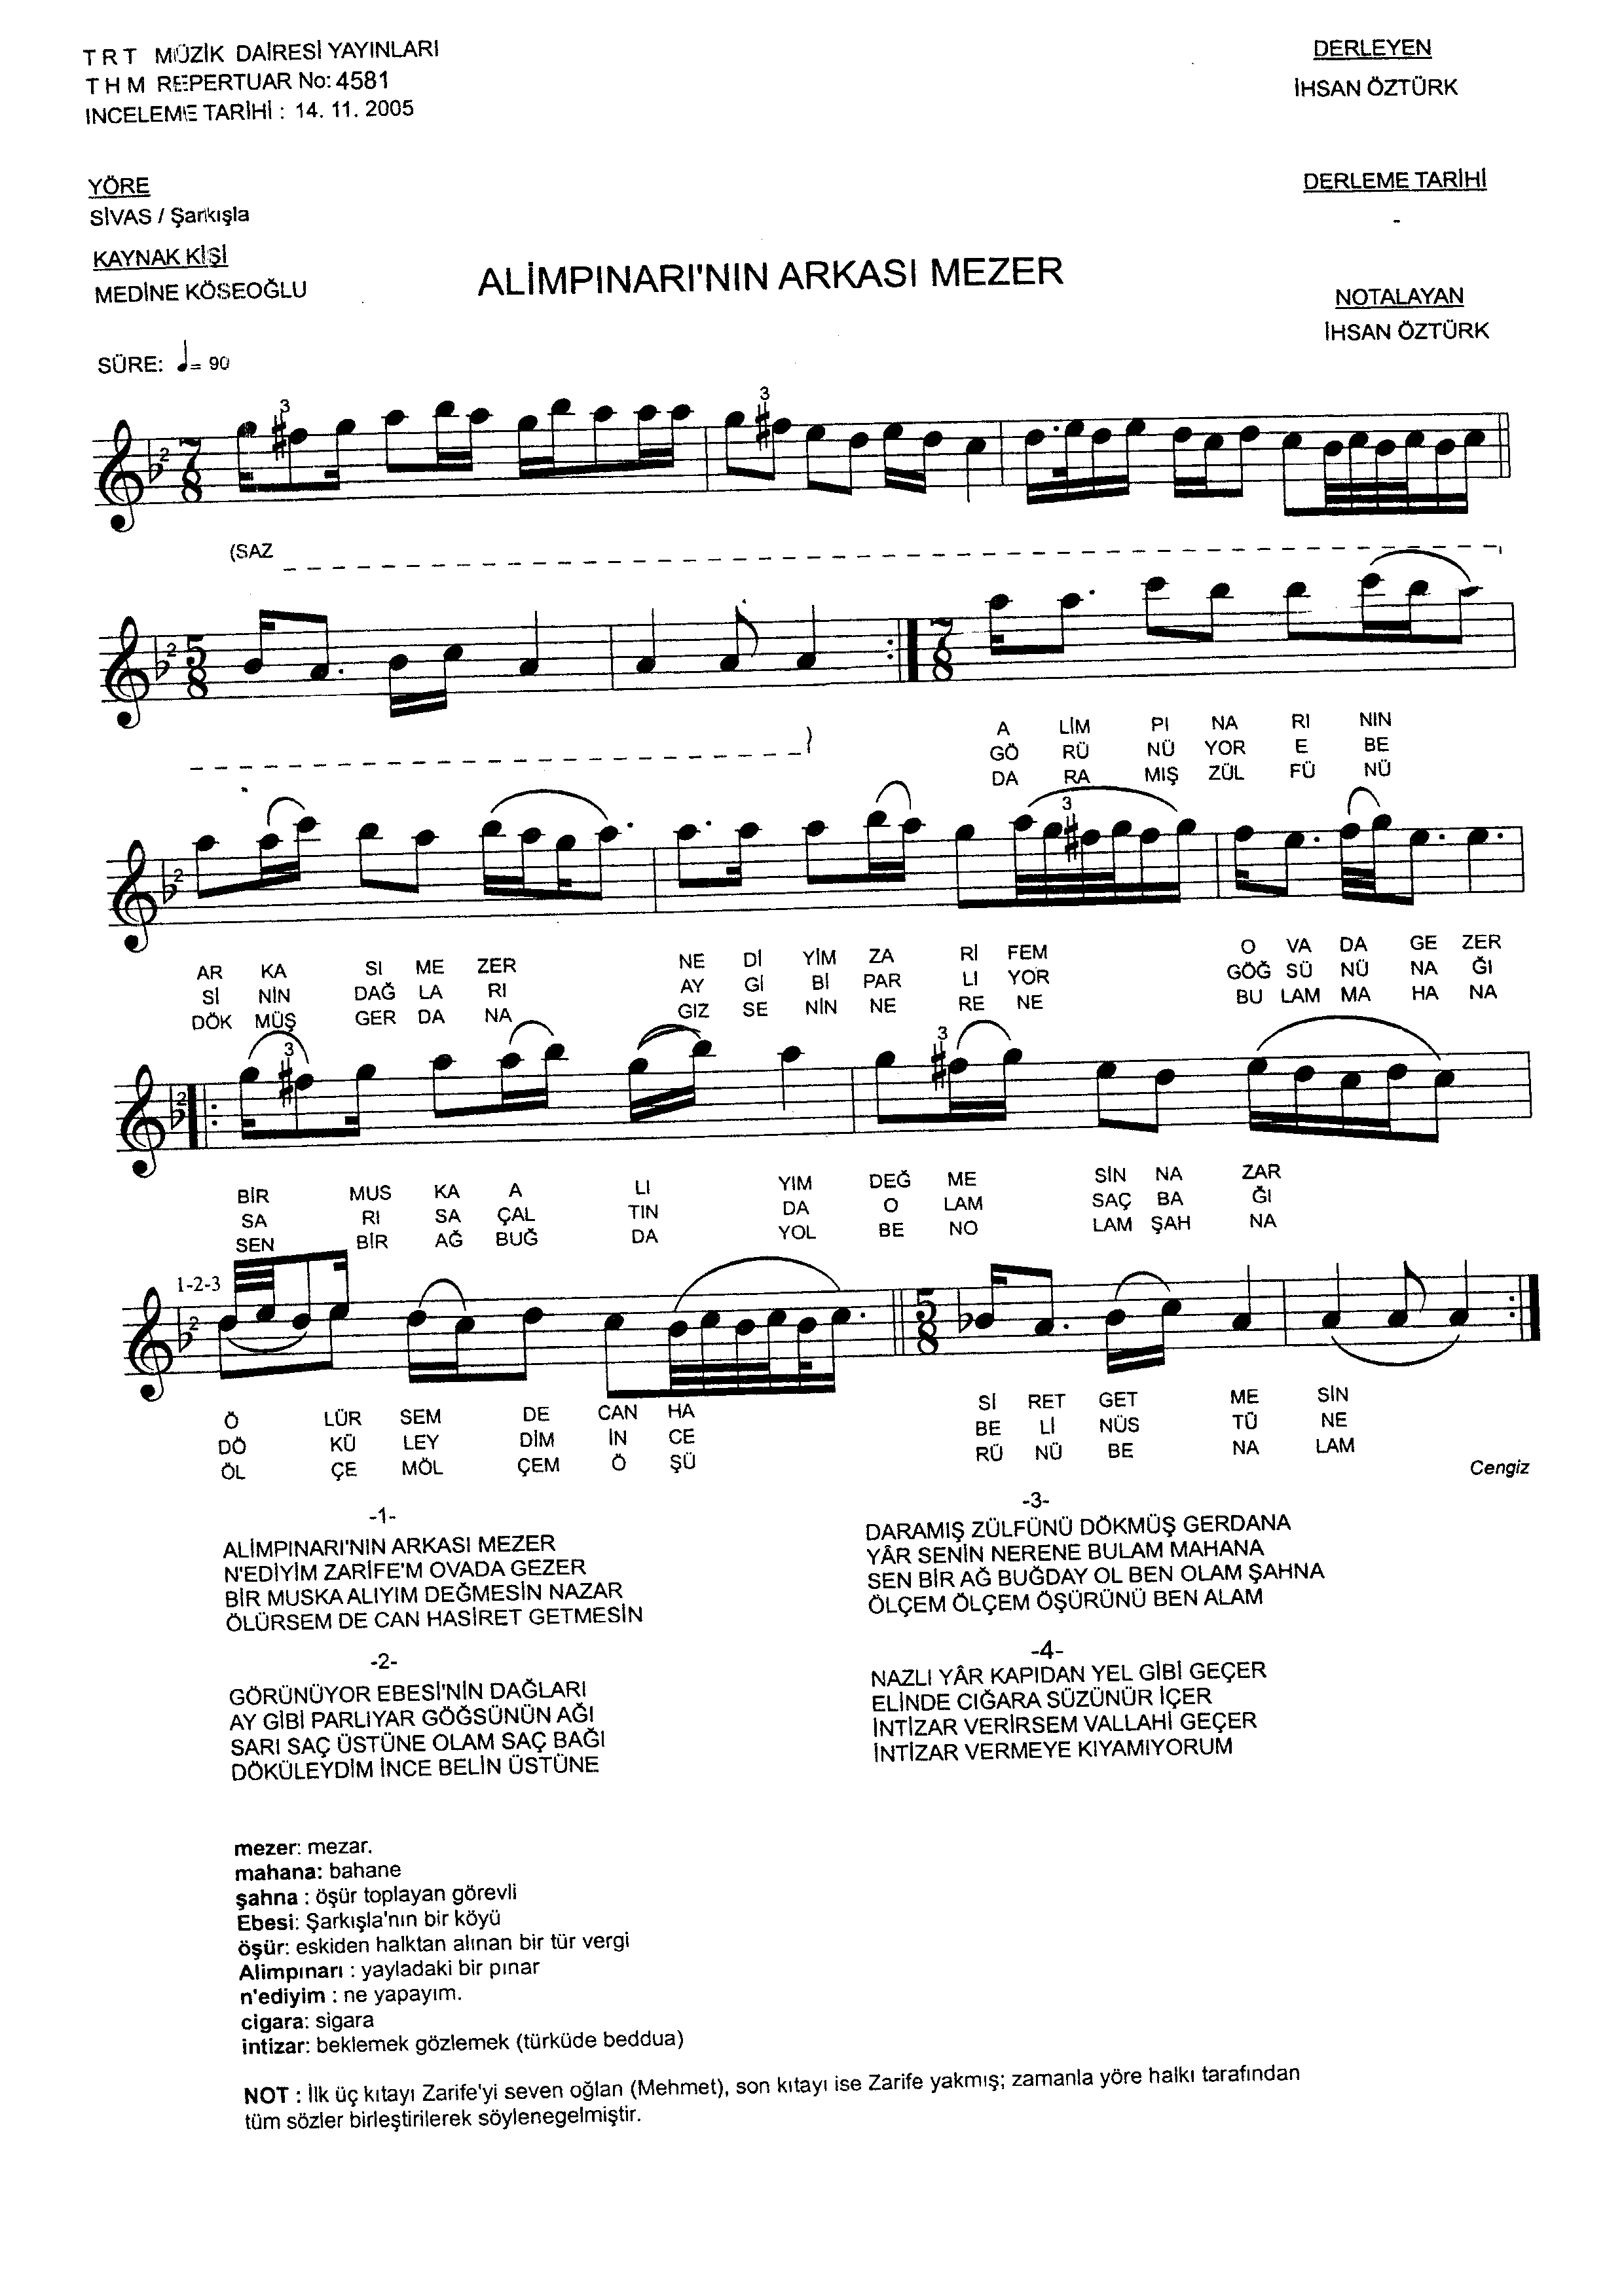 TRT MÜZİK DAİRESİ YAYINLARI
THM REPERTUAR No: 4581
INCELEME TARİHİ : 14. 11. 2005
DERLEYEN
İHSAN ÖZTÜRK
YÖRE
SİVAS / Şarkışla
DERLEME TARİHİ
-
KAYNAK KİŞİ
MEDİNE KÖSEOĞLU
ALİMPINARI'NIN ARKASI MEZER
NOTALAYAN
İHSAN ÖZTÜRK
SÜRE: ♩= 90
3 3
2 7 8
(SAZ
2 5 8 7 8
A LİM PI NA RI NIN
GÖ RÜ NÜ YOR E BE
DA RA MIŞ ZÜL FÜ NÜ
3
2
AR KA SI ME ZER NE Dİ YİM ZA Rİ FEM O VA DA GE ZER
Sİ NİN DAĞ LA RI AY Gİ Bİ PAR LI YOR GÖĞ SÜ NÜ NA ĞI
DÖK MÜŞ GER DA NA GIZ SE NİN NE RE NE BU LAM MA HA NA
3 3
2
BİR MUS KA A LI YIM DEĞ ME SİN NA ZAR
SA RI SA ÇAL TIN DA O LAM SAÇ BA ĞI
SEN BİR AĞ BUĞ DA YOL BE NO LAM ŞAH NA
1-2-3
2 5 8
Ö LÜR SEM DE CAN HA Sİ RET GET ME SİN
DÖ KÜ LEY DİM İN CE BE Lİ NÜS TÜ NE
ÖL ÇE MÖL ÇEM Ö ŞÜ RÜ NÜ BE NA LAM
Cengiz
-1-
ALİMPINARI'NIN ARKASI MEZER
N'EDİYİM ZARİFE'M OVADA GEZER
BİR MUSKA ALIYIM DEĞMESİN NAZAR
ÖLÜRSEM DE CAN HASİRET GETMESİN
-2-
GÖRÜNÜYOR EBESİ'NİN DAĞLARI
AY GİBİ PARLIYAR GÖĞSÜNÜN AĞI
SARI SAÇ ÜSTÜNE OLAM SAÇ BAĞI
DÖKÜLEYDİM İNCE BELİN ÜSTÜNE
-3-
DARAMIŞ ZÜLFÜNÜ DÖKMÜŞ GERDANA
YÂR SENİN NERENE BULAM MAHANA
SEN BİR AĞ BUĞDAY OL BEN OLAM ŞAHNA
ÖLÇEM ÖLÇEM ÖŞÜRÜNÜ BEN ALAM
-4-
NAZLI YÂR KAPIDAN YEL GİBİ GEÇER
ELİNDE CIĞARA SÜZÜNÜR İÇER
İNTİZAR VERİRSEM VALLAHİ GEÇER
İNTİZAR VERMEYE KIYAMIYORUM
mezer: mezar.
mahana: bahane
şahna : öşür toplayan görevli
Ebesi: Şarkışla'nın bir köyü
öşür: eskiden halktan alınan bir tür vergi
Alimpınarı : yayladaki bir pınar
n'ediyim : ne yapayım.
cigara: sigara
intizar: beklemek gözlemek (türküde beddua)
NOT : İlk üç kıtayı Zarife'yi seven oğlan (Mehmet), son kıtayı ise Zarife yakmış; zamanla yöre halkı tarafından
tüm sözler birleştirilerek söylenegelmiştir.